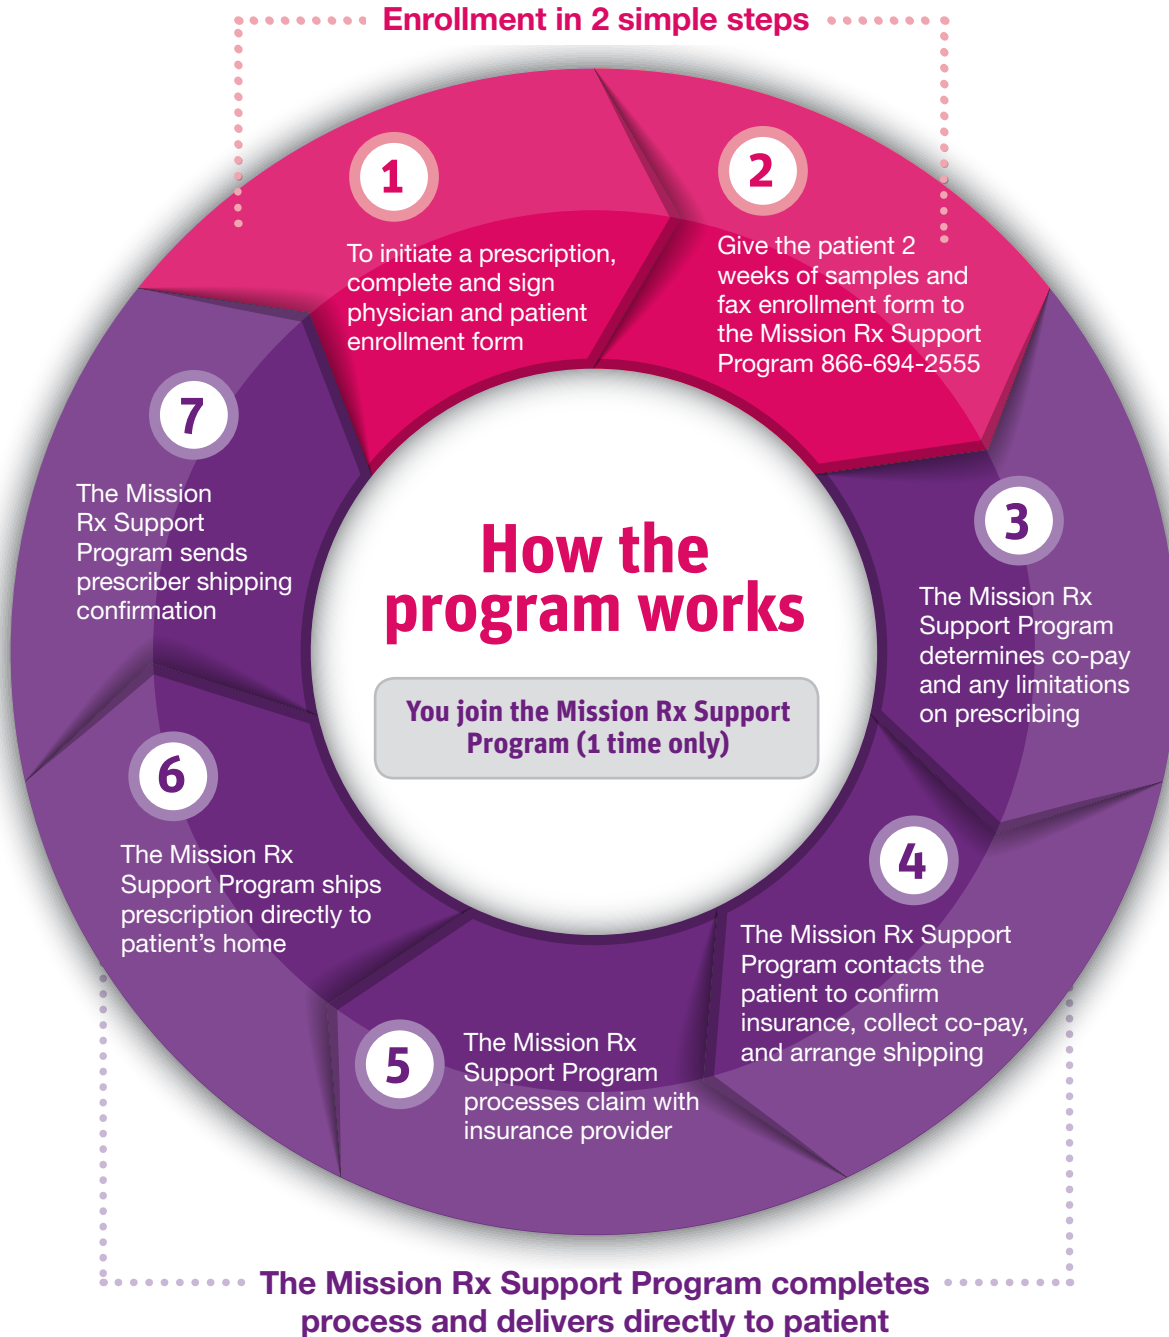 Enrollment in 2 simple steps
1
To initiate a prescription,
complete and sign
physician and patient
enrollment form
2
Give the patient 2
weeks of samples and
fax enrollment form to
the Mission Rx Support
Program 866-694-2555
3
The Mission Rx
Support Program
determines co-pay
and any limitations
on prescribing
4
The Mission Rx Support
Program contacts the
patient to confirm
insurance, collect co-pay,
and arrange shipping
5
The Mission Rx
Support Program
processes claim with
insurance provider
6
The Mission Rx
Support Program ships
prescription directly to
patient’s home
7
The Mission
Rx Support
Program sends
prescriber shipping
confirmation
How the
program works
You join the Mission Rx Support
Program (1 time only)
The Mission Rx Support Program completes
process and delivers directly to patient